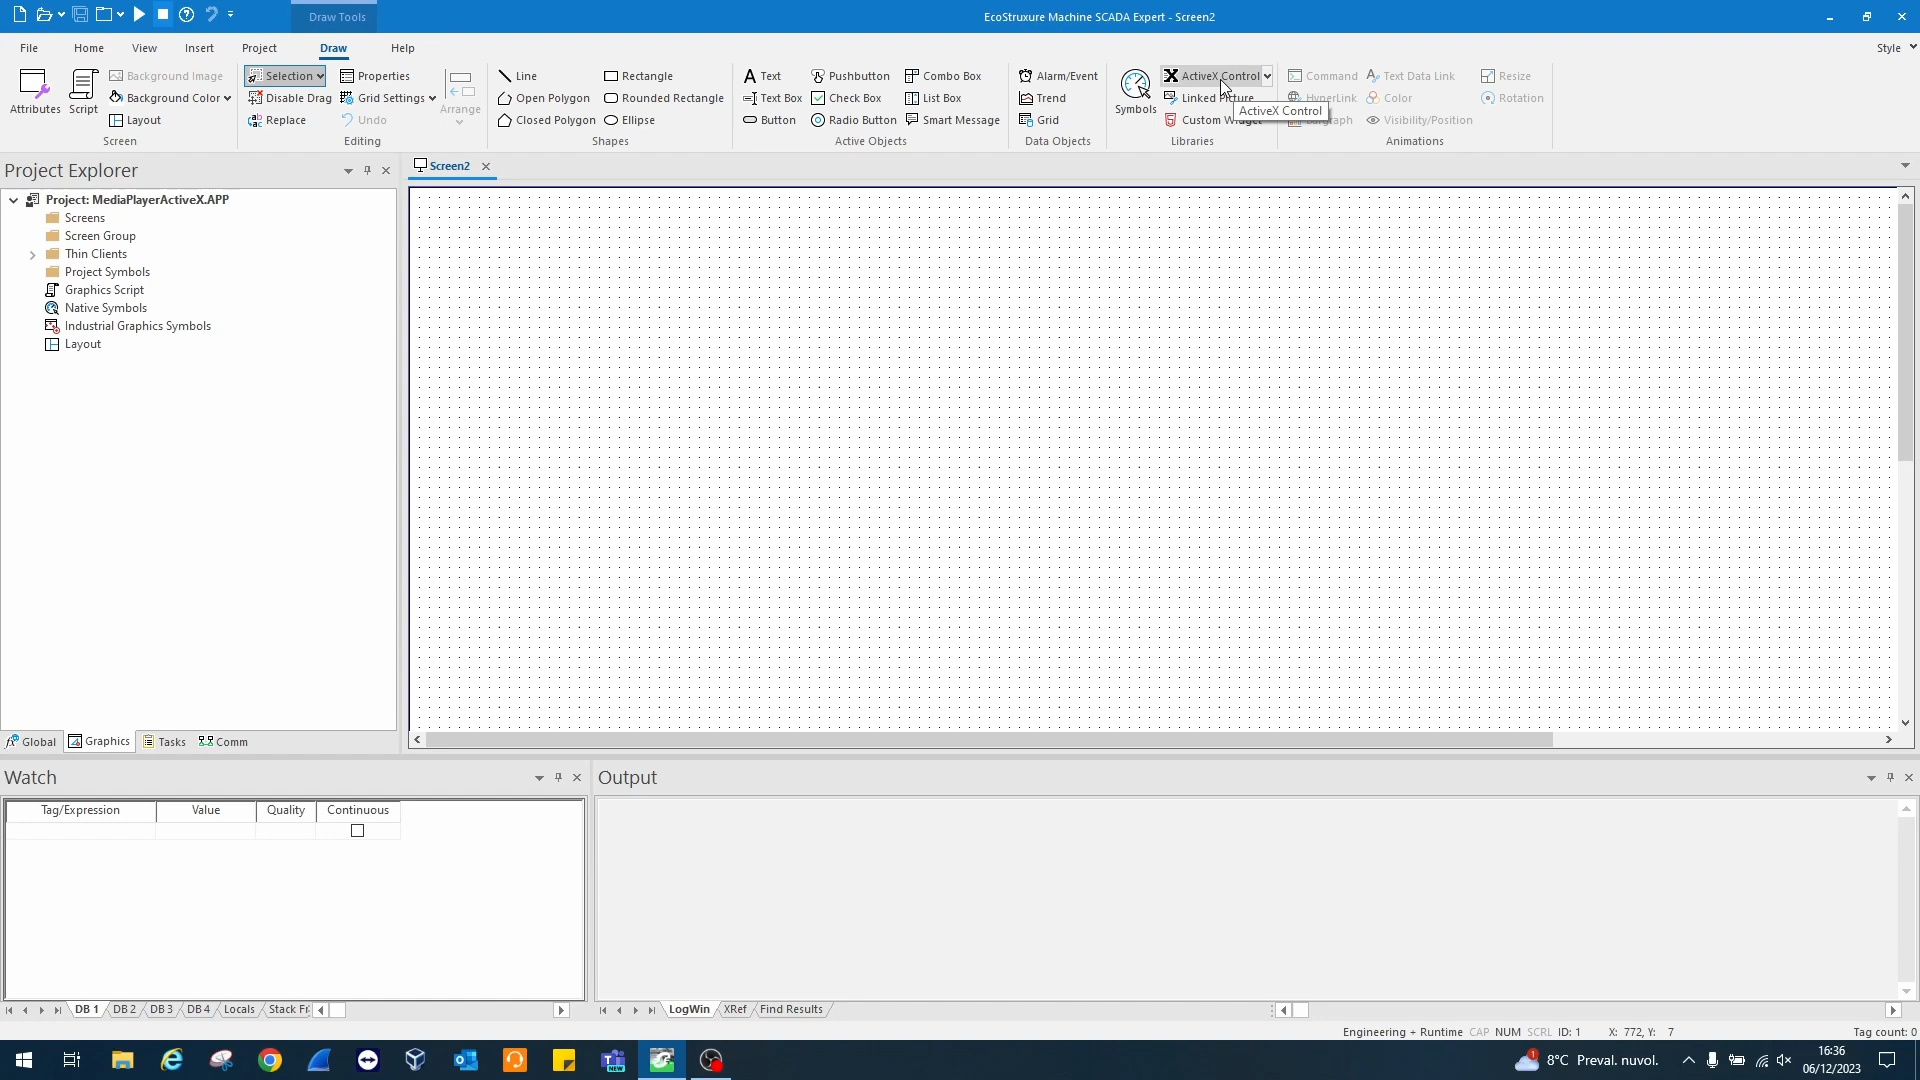 Draw Tools
EcoStruxure Machine SCADA Expert - Screen2
File Home View Insert Project Draw Help Style
Attributes
Script
Background Image
Background Color
Layout
Screen
Selection Properties
Disable Drag Grid Settings
Replace Undo
Arrange
Editing
Line Rectangle
Open Polygon Rounded Rectangle
Closed Polygon Ellipse
Shapes
Text Pushbutton Combo Box
Text Box Check Box List Box
Button Radio Button Smart Message
Active Objects
Alarm/Event
Trend
Grid
Data Objects
Symbols
ActiveX Control
Linked Picture
Custom Widget
ActiveX Control
Libraries
Command Text Data Link Resize
HyperLink Color Rotation
Bargraph Visibility/Position
Animations
Project Explorer
Project: MediaPlayerActiveX.APP
Screens
Screen Group
Thin Clients
Project Symbols
Graphics Script
Native Symbols
Industrial Graphics Symbols
Layout
Global Graphics Tasks Comm
Screen2
Watch
Tag/Expression Value Quality Continuous
DB 1 DB 2 DB 3 DB 4 Locals Stack Fr
Output
LogWin XRef Find Results
Engineering + Runtime CAP NUM SCRL ID: 1 X: 772, Y: 7 Tag count: 0
NEW
1
8°C Preval. nuvol.
16:36
06/12/2023